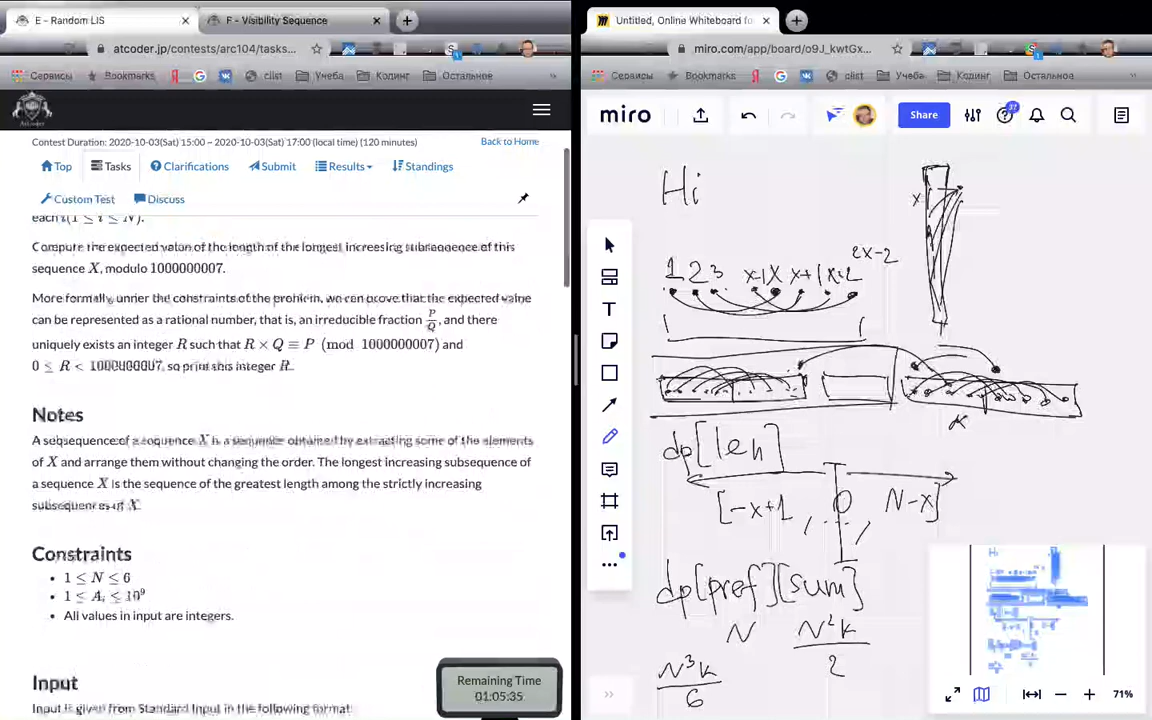 E - Random LIS
F - Visibility Sequence
atcoder.jp/contests/arc104/tasks...
Сервисы
Bookmarks
clist
Учеба
Кодинг
Остальное
Contest Duration: 2020-10-03(Sat) 15:00 ~ 2020-10-03(Sat) 17:00 (local time) (120 minutes)
Back to Home
Top
Tasks
Clarifications
Submit
Results
Standings
Custom Test
Discuss
each i(1 ≤ i ≤ N).
Compute the expected value of the length of the longest increasing subsequence of this
sequence X, modulo 1000000007.
More formally, under the constraints of the problem, we can prove that the expected value
can be represented as a rational number, that is, an irreducible fraction P/Q, and there
uniquely exists an integer R such that R × Q ≡ P (mod 1000000007) and
0 ≤ R < 1000000007, so print this integer R.
Notes
A subsequence of a sequence X is a sequence obtained by extracting some of the elements
of X and arrange them without changing the order. The longest increasing subsequence of
a sequence X is the sequence of the greatest length among the strictly increasing
subsequences of X.
Constraints
1 ≤ N ≤ 6
1 ≤ Ai ≤ 10^9
All values in input are integers.
Input
Input is given from Standard Input in the following format:
Remaining Time
01:05:35
Untitled, Online Whiteboard fo
miro.com/app/board/o9J_kwtGx...
Сервисы
Bookmarks
clist
Учеба
Кодинг
Остальное
miro
Share
37
Hi
x
2x-2
1 2 3 x-1 x x+1 x+2
x
dp[len]
[-x+1, ..., 0, N-x]
dp[pref][sum]
N
N²k/2
N³k/6
71%